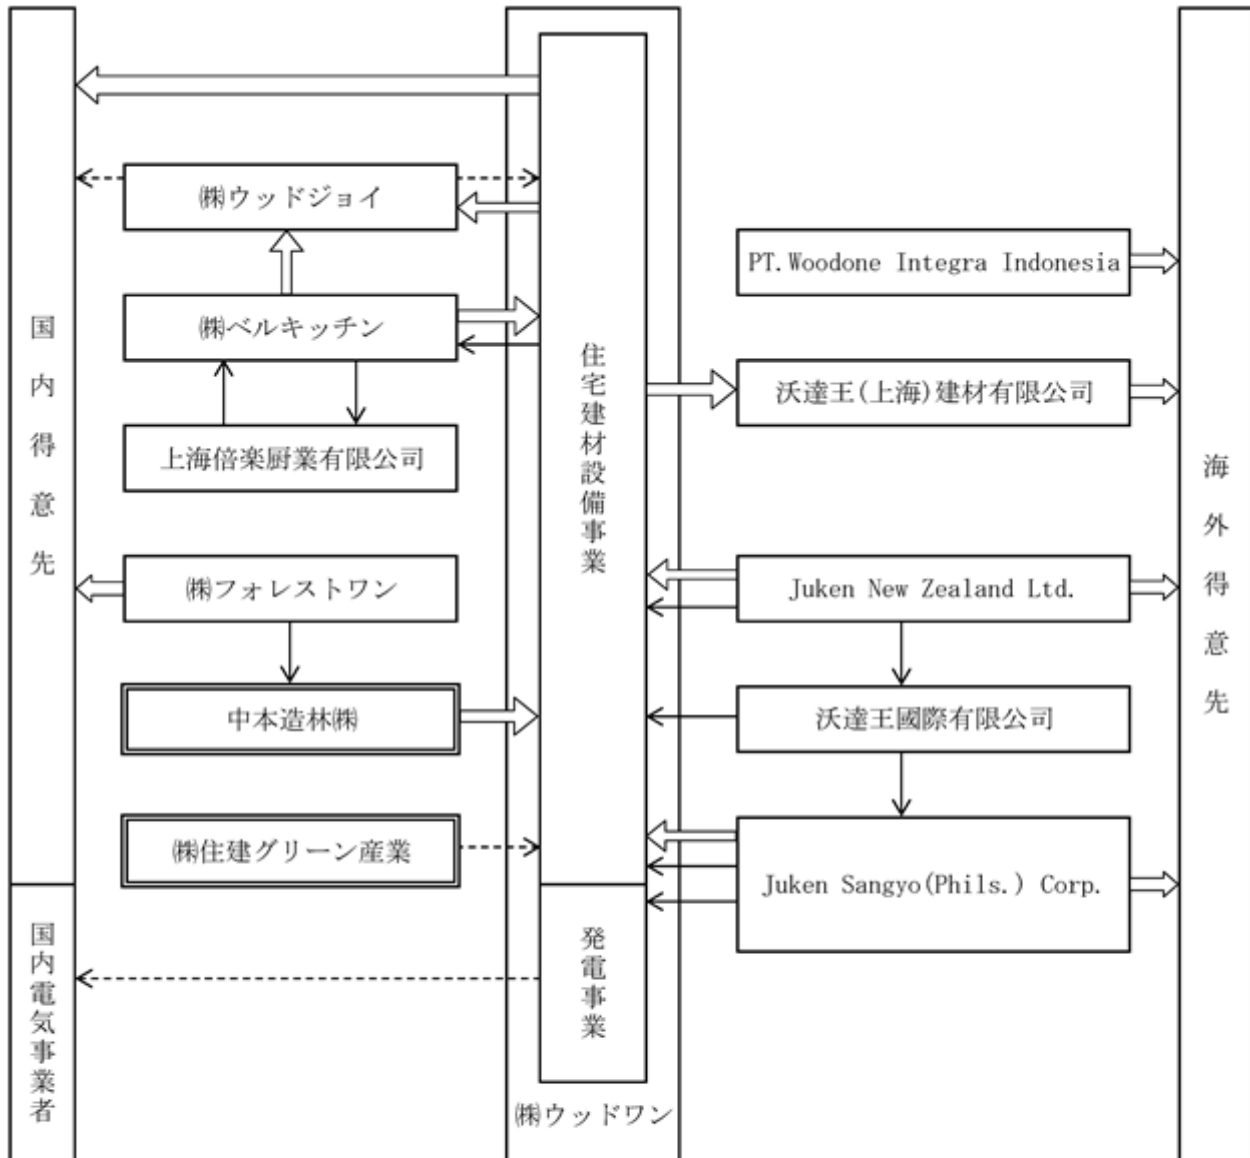 国内得意先
国内電気事業者
㈱ウッドジョイ
㈱ベルキッチン
上海倍楽厨業有限公司
㈱フォレストワン
中本造林㈱
㈱住建グリーン産業
住宅建材設備事業
発電事業
㈱ウッドワン
PT.Woodone Integra Indonesia
沃達王(上海)建材有限公司
Juken New Zealand Ltd.
沃達王國際有限公司
Juken Sangyo(Phils.) Corp.
海外得意先